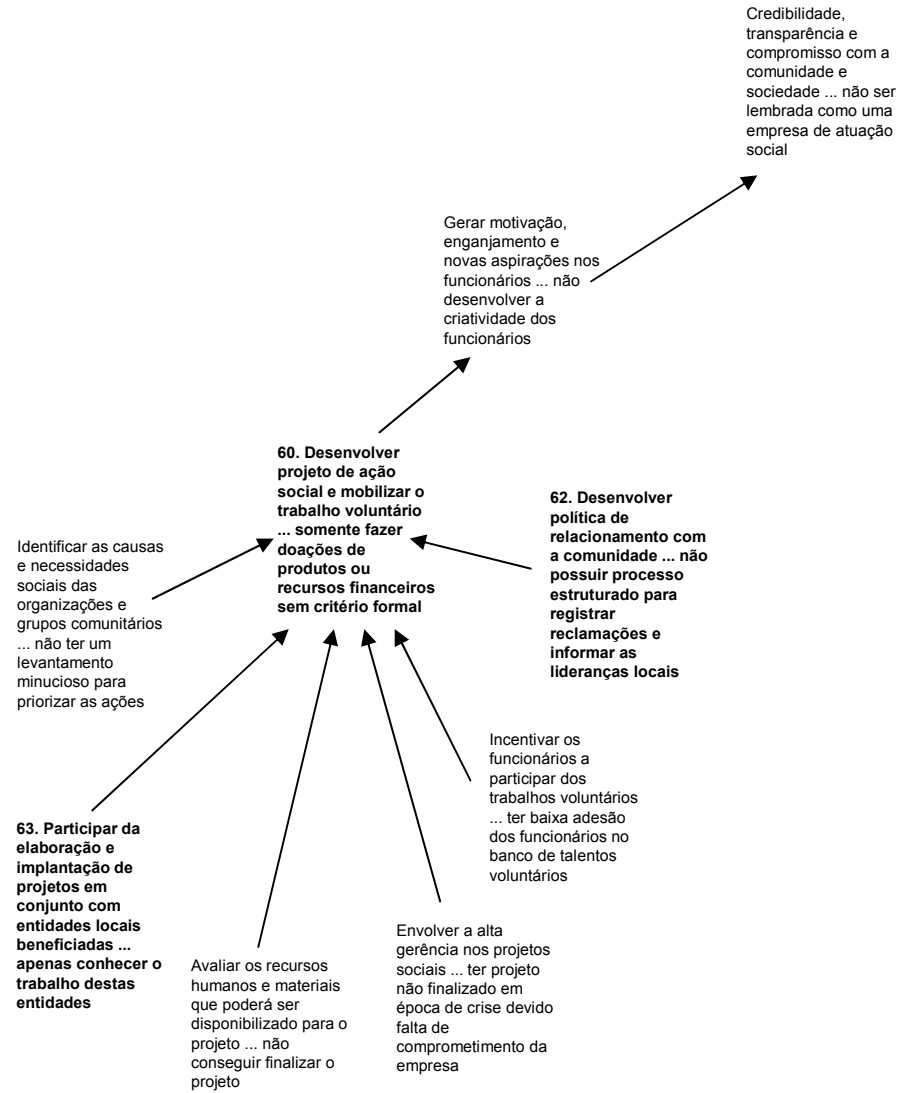 Credibilidade,
transparência e
compromisso com a
comunidade e
sociedade ... não ser
lembrada como uma
empresa de atuação
social
Gerar motivação,
enganjamento e
novas aspirações nos
funcionários ... não
desenvolver a
criatividade dos
funcionários
60. Desenvolver
projeto de ação
social e mobilizar o
trabalho voluntário
... somente fazer
doações de
produtos ou
recursos financeiros
sem critério formal
62. Desenvolver
política de
relacionamento com
a comunidade ... não
possuir processo
estruturado para
registrar
reclamações e
informar as
lideranças locais
Identificar as causas
e necessidades
sociais das
organizações e
grupos comunitários
... não ter um
levantamento
minucioso para
priorizar as ações
Incentivar os
funcionários a
participar dos
trabalhos voluntários
... ter baixa adesão
dos funcionários no
banco de talentos
voluntários
63. Participar da
elaboração e
implantação de
projetos em
conjunto com
entidades locais
beneficiadas ...
apenas conhecer o
trabalho destas
entidades
Avaliar os recursos
humanos e materiais
que poderá ser
disponibilizado para o
projeto ... não
conseguir finalizar o
projeto
Envolver a alta
gerência nos projetos
sociais ... ter projeto
não finalizado em
época de crise devido
falta de
comprometimento da
empresa